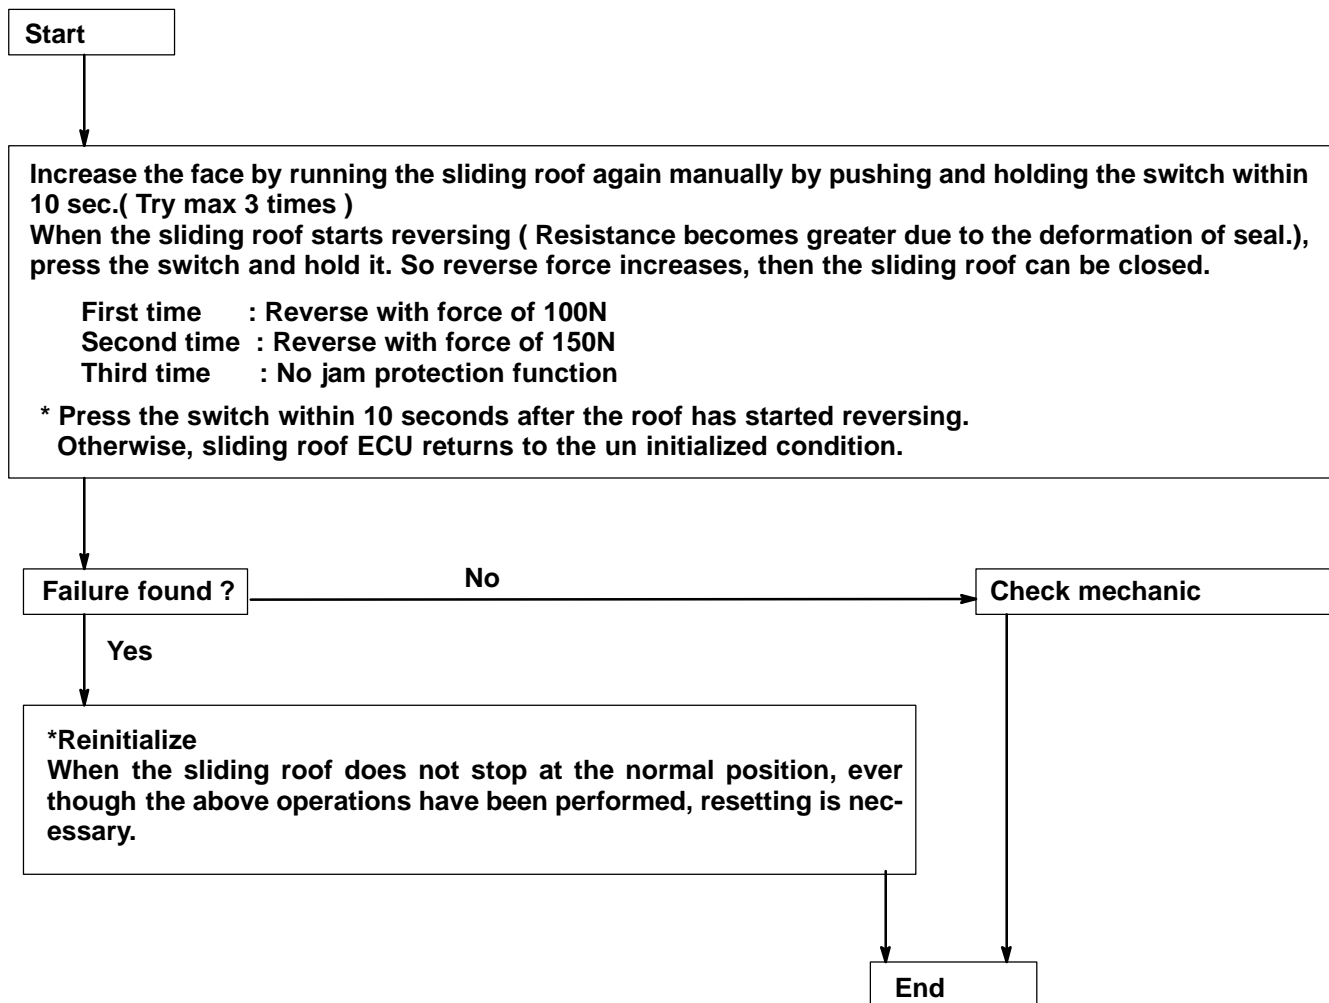 Start
Increase the face by running the sliding roof again manually by pushing and holding the switch within
10 sec.( Try max 3 times )
When the sliding roof starts reversing ( Resistance becomes greater due to the deformation of seal.),
press the switch and hold it. So reverse force increases, then the sliding roof can be closed.
First time : Reverse with force of 100N
Second time : Reverse with force of 150N
Third time : No jam protection function
* Press the switch within 10 seconds after the roof has started reversing.
Otherwise, sliding roof ECU returns to the un initialized condition.
Failure found ?
No
Check mechanic
Yes
*Reinitialize
When the sliding roof does not stop at the normal position, ever
though the above operations have been performed, resetting is nec-
essary.
End